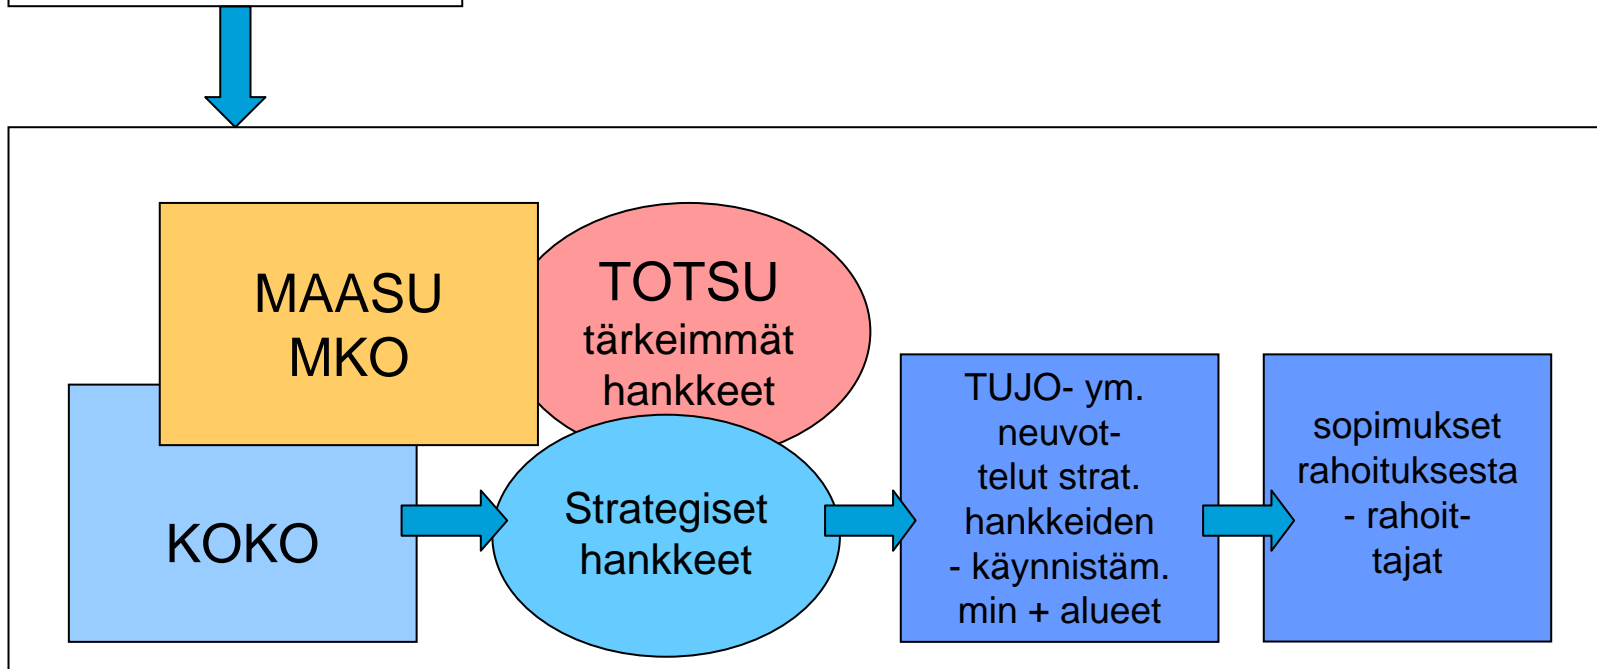 MAASU
MKO
TOTSU
tärkeimmät
hankkeet
KOKO
Strategiset
hankkeet
TUJO- ym.
neuvot-
telut strat.
hankkeiden
- käynnistäm.
min + alueet
sopimukset
rahoituksesta
- rahoit-
tajat